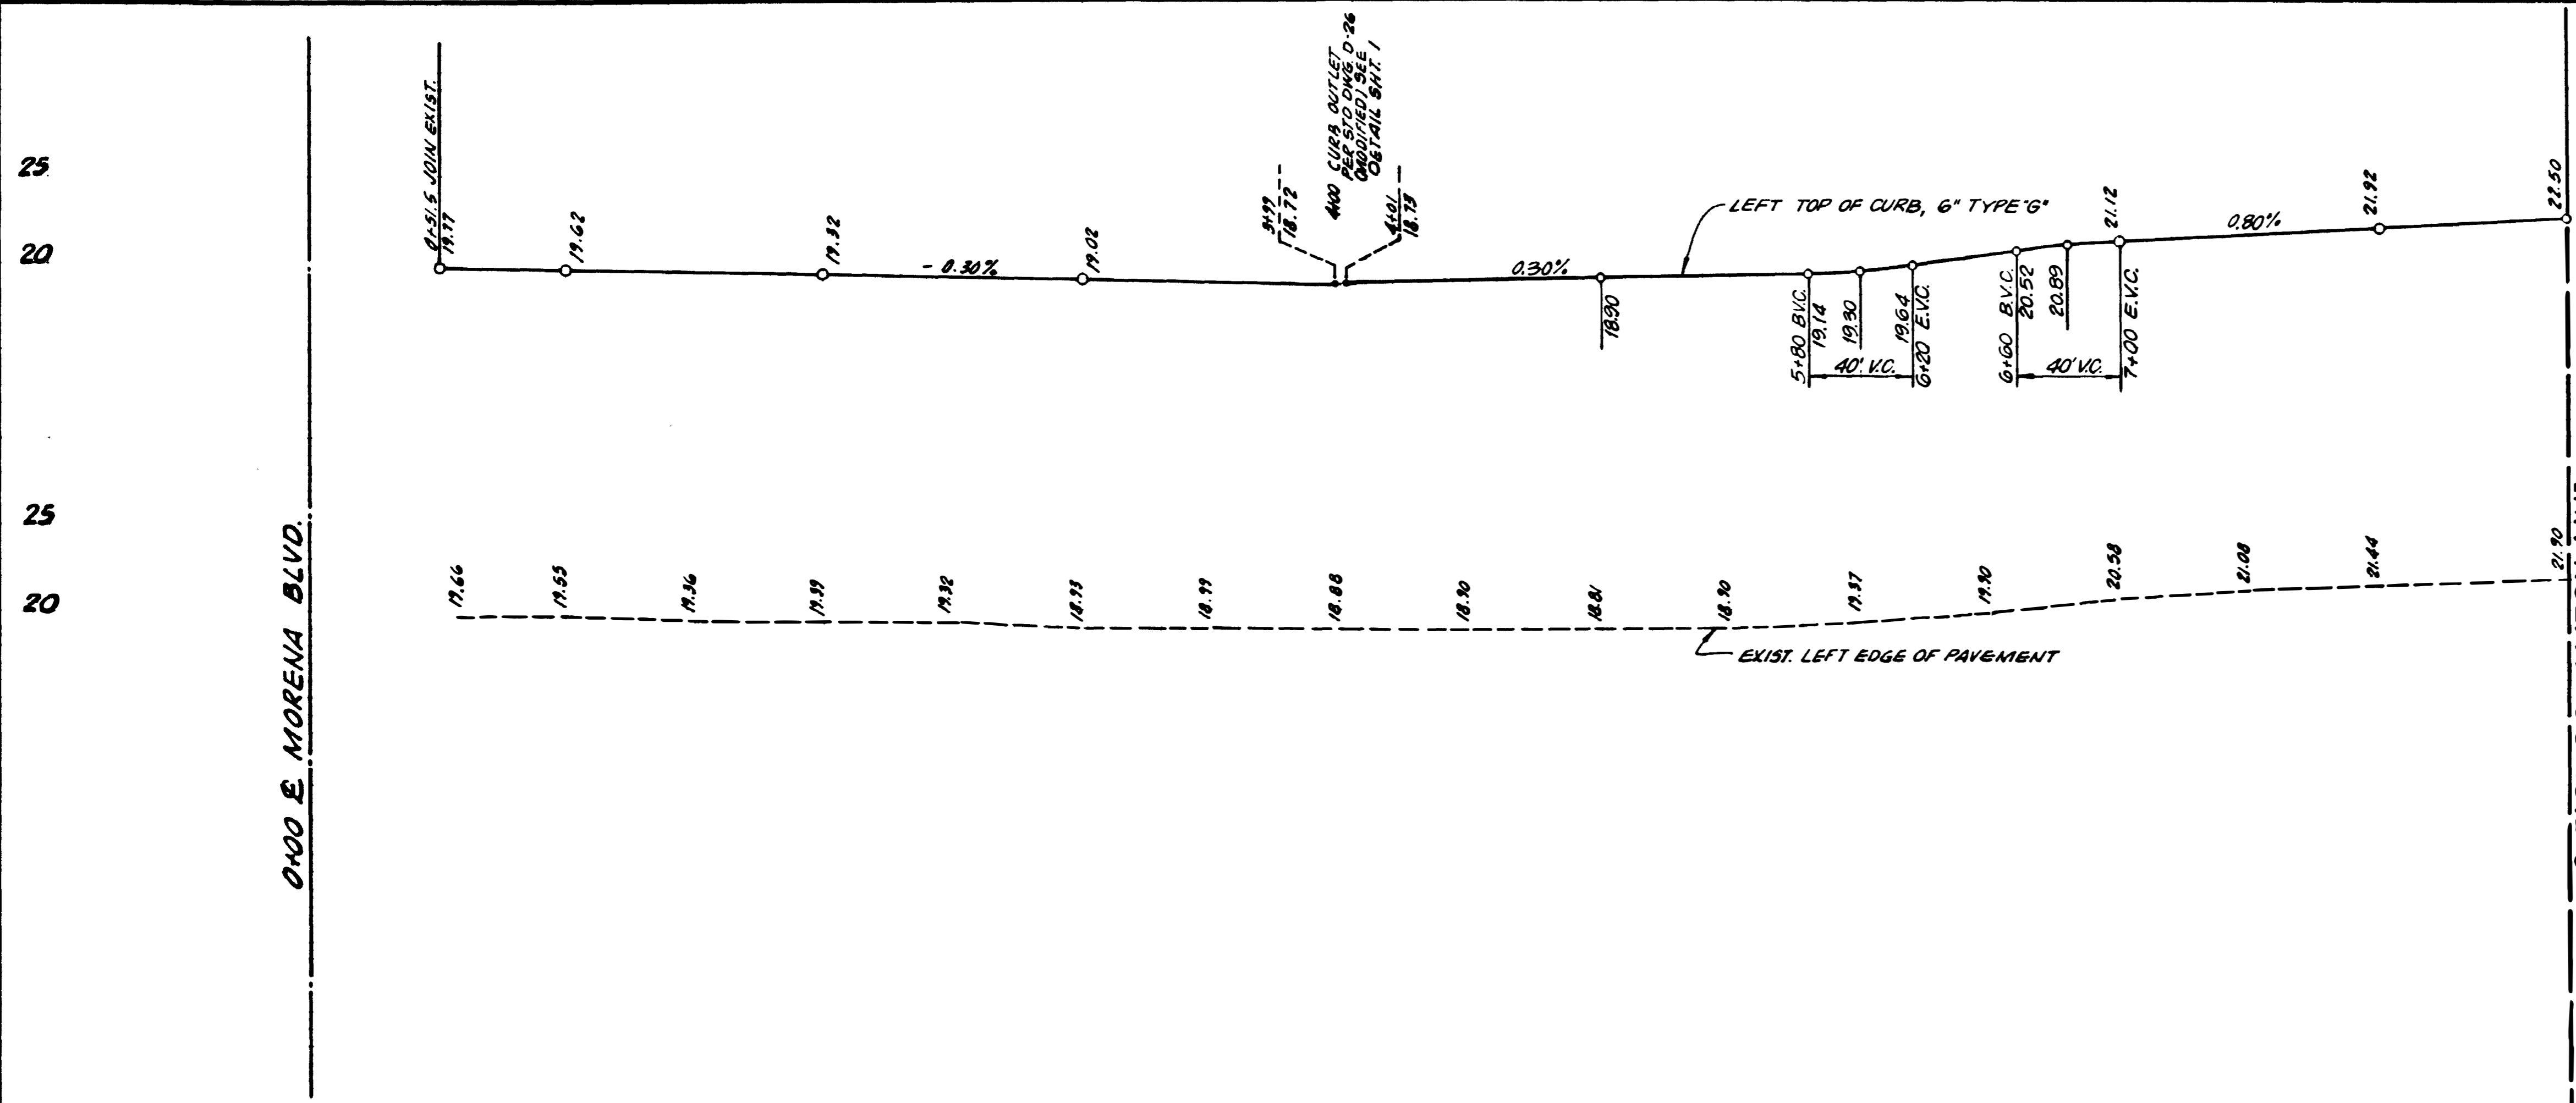 25
20
0+51.5 JOIN EXIST.
19.77
19.62
19.32
- 0.30%
19.02
3+99
18.72
4+00 CURB OUTLET
PER STD DWG. D-26
(MODIFIED) SEE
DETAIL SHT. 1
4+01
18.73
0.30%
18.90
LEFT TOP OF CURB, 6" TYPE "G"
5+80 B.V.C.
19.14
19.30
19.64
6+20 E.V.C.
40' V.C.
6+60 B.V.C.
20.52
20.89
21.12
7+00 E.V.C.
40' V.C.
0.80%
21.92
22.50
25
20
0+00 ℄ MORENA BLVD.
19.66
19.55
19.36
19.39
19.32
18.93
18.99
18.88
18.90
18.81
18.90
19.37
19.90
20.58
21.08
21.44
21.90
EXIST. LEFT EDGE OF PAVEMENT